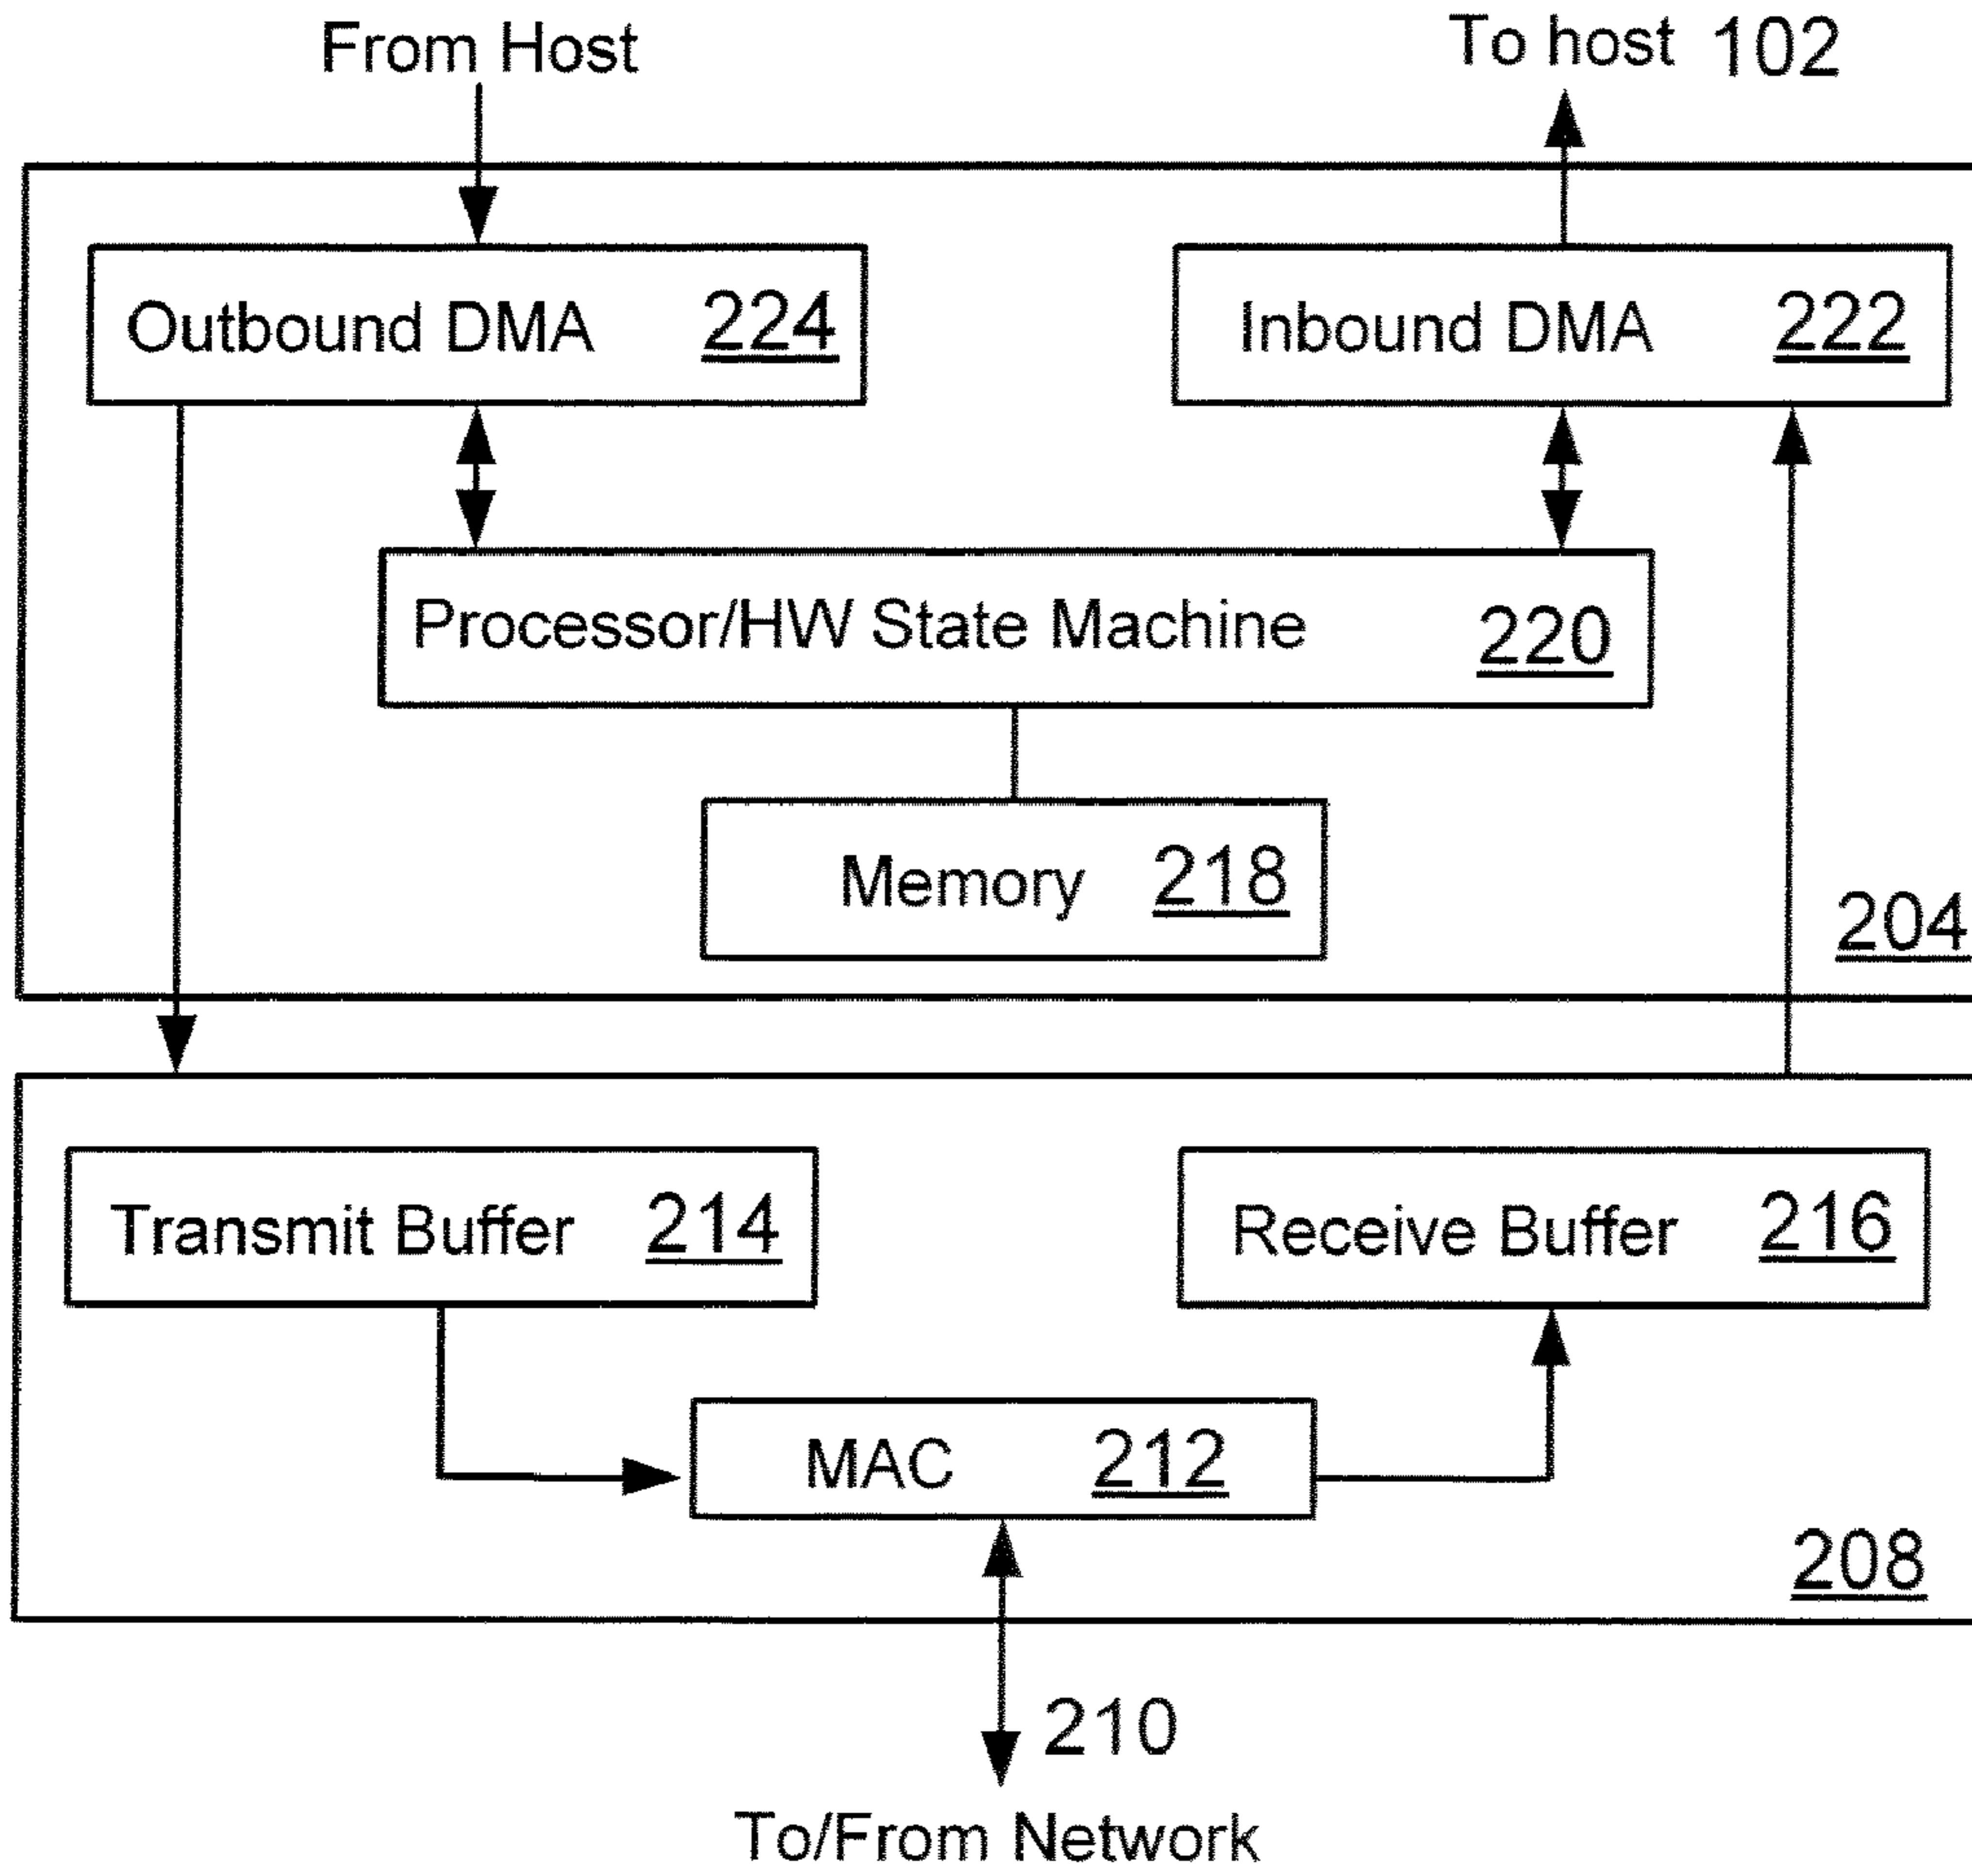 From Host
To host 102
Outbound DMA 224
Inbound DMA 222
Processor/HW State Machine 220
Memory 218
204
Transmit Buffer 214
Receive Buffer 216
MAC 212
208
210
To/From Network